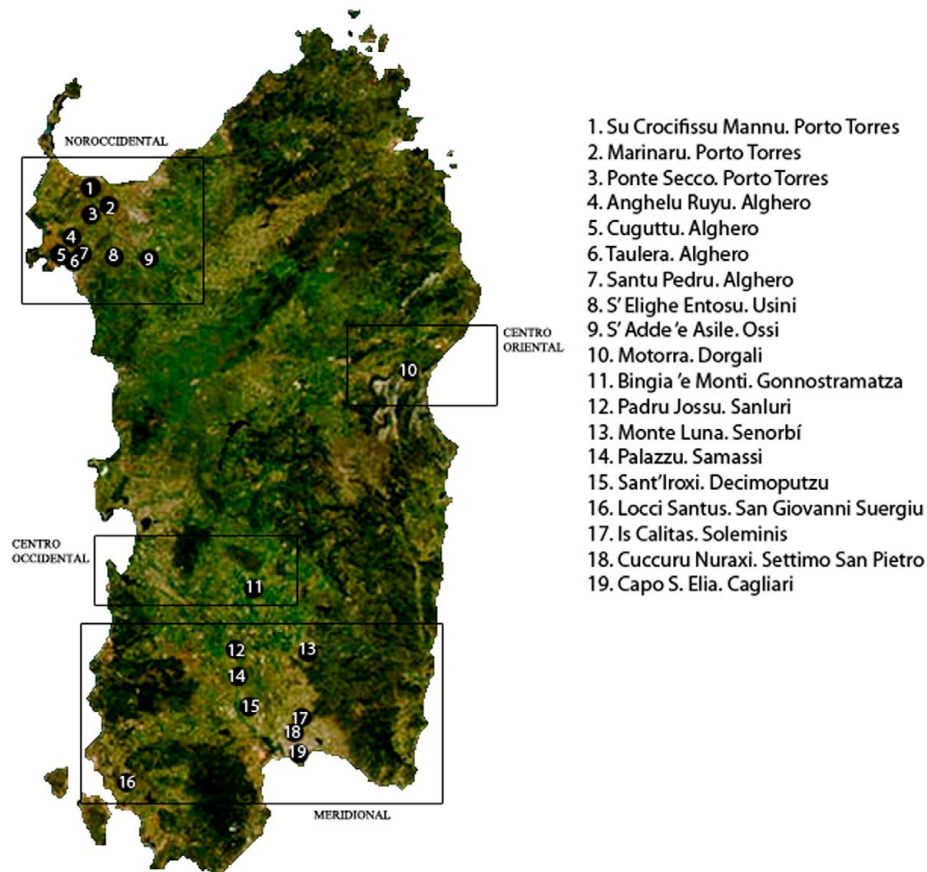 NOROCCIDENTAL
1
2
3
4
5
6
7
8
9
CENTRO
ORIENTAL
10
CENTRO
OCCIDENTAL
11
12
13
14
15
16
17
18
19
MERIDIONAL
1. Su Crocifissu Mannu. Porto Torres
2. Marinaru. Porto Torres
3. Ponte Secco. Porto Torres
4. Anghelu Ruyu. Alghero
5. Cuguttu. Alghero
6. Taulera. Alghero
7. Santu Pedru. Alghero
8. S' Elighe Entosu. Usini
9. S' Adde 'e Asile. Ossi
10. Motorra. Dorgali
11. Bingia 'e Monti. Gonnostramatza
12. Padru Jossu. Sanluri
13. Monte Luna. Senorbí
14. Palazzu. Samassi
15. Sant'Iroxi. Decimoputzu
16. Locci Santus. San Giovanni Suergiu
17. Is Calitas. Soleminis
18. Cuccuru Nuraxi. Settimo San Pietro
19. Capo S. Elia. Cagliari